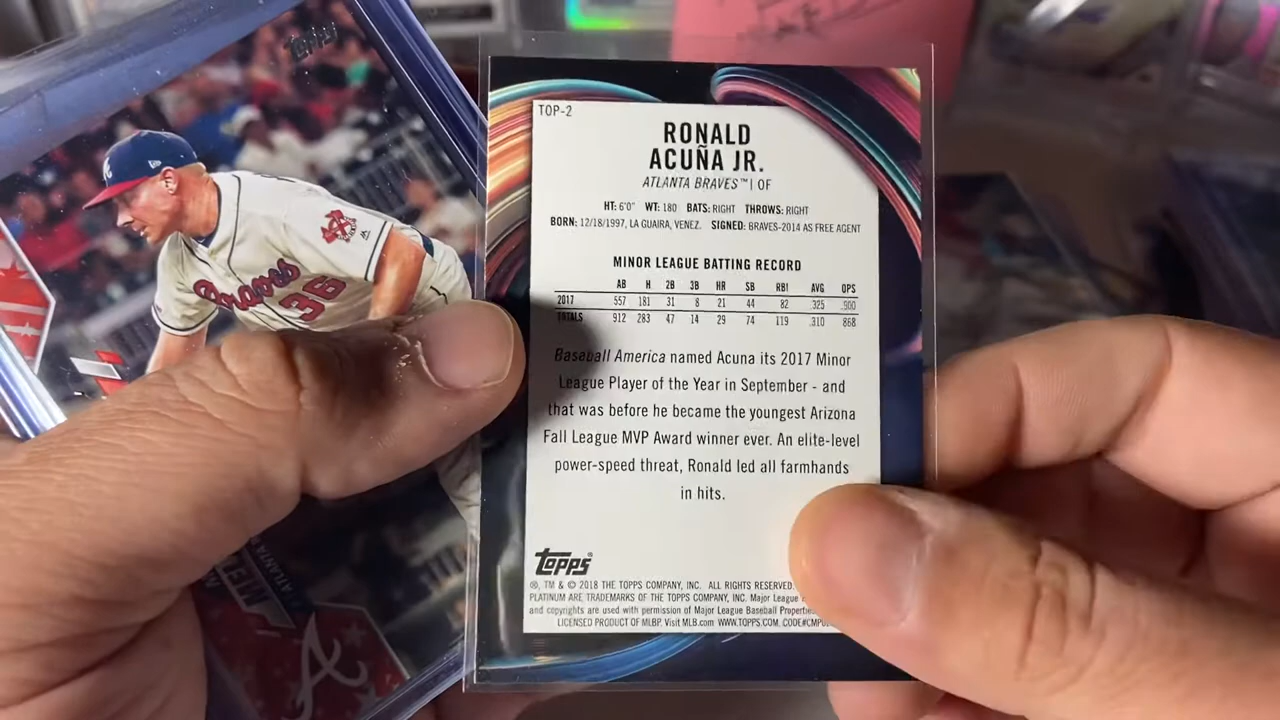 Topps
Braves
36
TOP-2
RONALD
ACUÑA JR.
ATLANTA BRAVES™ | OF
HT: 6'0" WT: 180 BATS: RIGHT THROWS: RIGHT
BORN: 12/18/1997, LA GUAIRA, VENEZ. SIGNED: BRAVES-2014 AS FREE AGENT
MINOR LEAGUE BATTING RECORD
AB H 2B 3B HR SB RBI AVG OPS
2017 557 181 31 8 21 44 82 .325 .900
TOTALS 912 283 47 14 29 74 119 .310 868
Baseball America named Acuna its 2017 Minor
League Player of the Year in September - and
that was before he became the youngest Arizona
Fall League MVP Award winner ever. An elite-level
power-speed threat, Ronald led all farmhands
in hits.
Topps®
®, TM & © 2018 THE TOPPS COMPANY, INC. ALL RIGHTS RESERVED.
PLATINUM ARE TRADEMARKS OF THE TOPPS COMPANY, INC. Major League
and copyrights are used with permission of Major League Baseball
LICENSED PRODUCT OF MLBP. Visit MLB.com WWW.TOPPS.COM.
ATLANTA
A